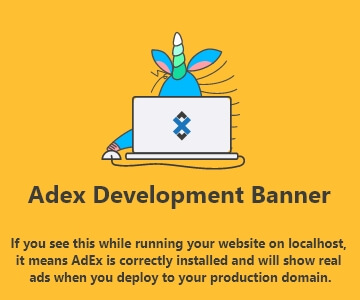 Adex Development Banner
If you see this while running your website on localhost,
it means AdEx is correctly installed and will show real
ads when you deploy to your production domain.